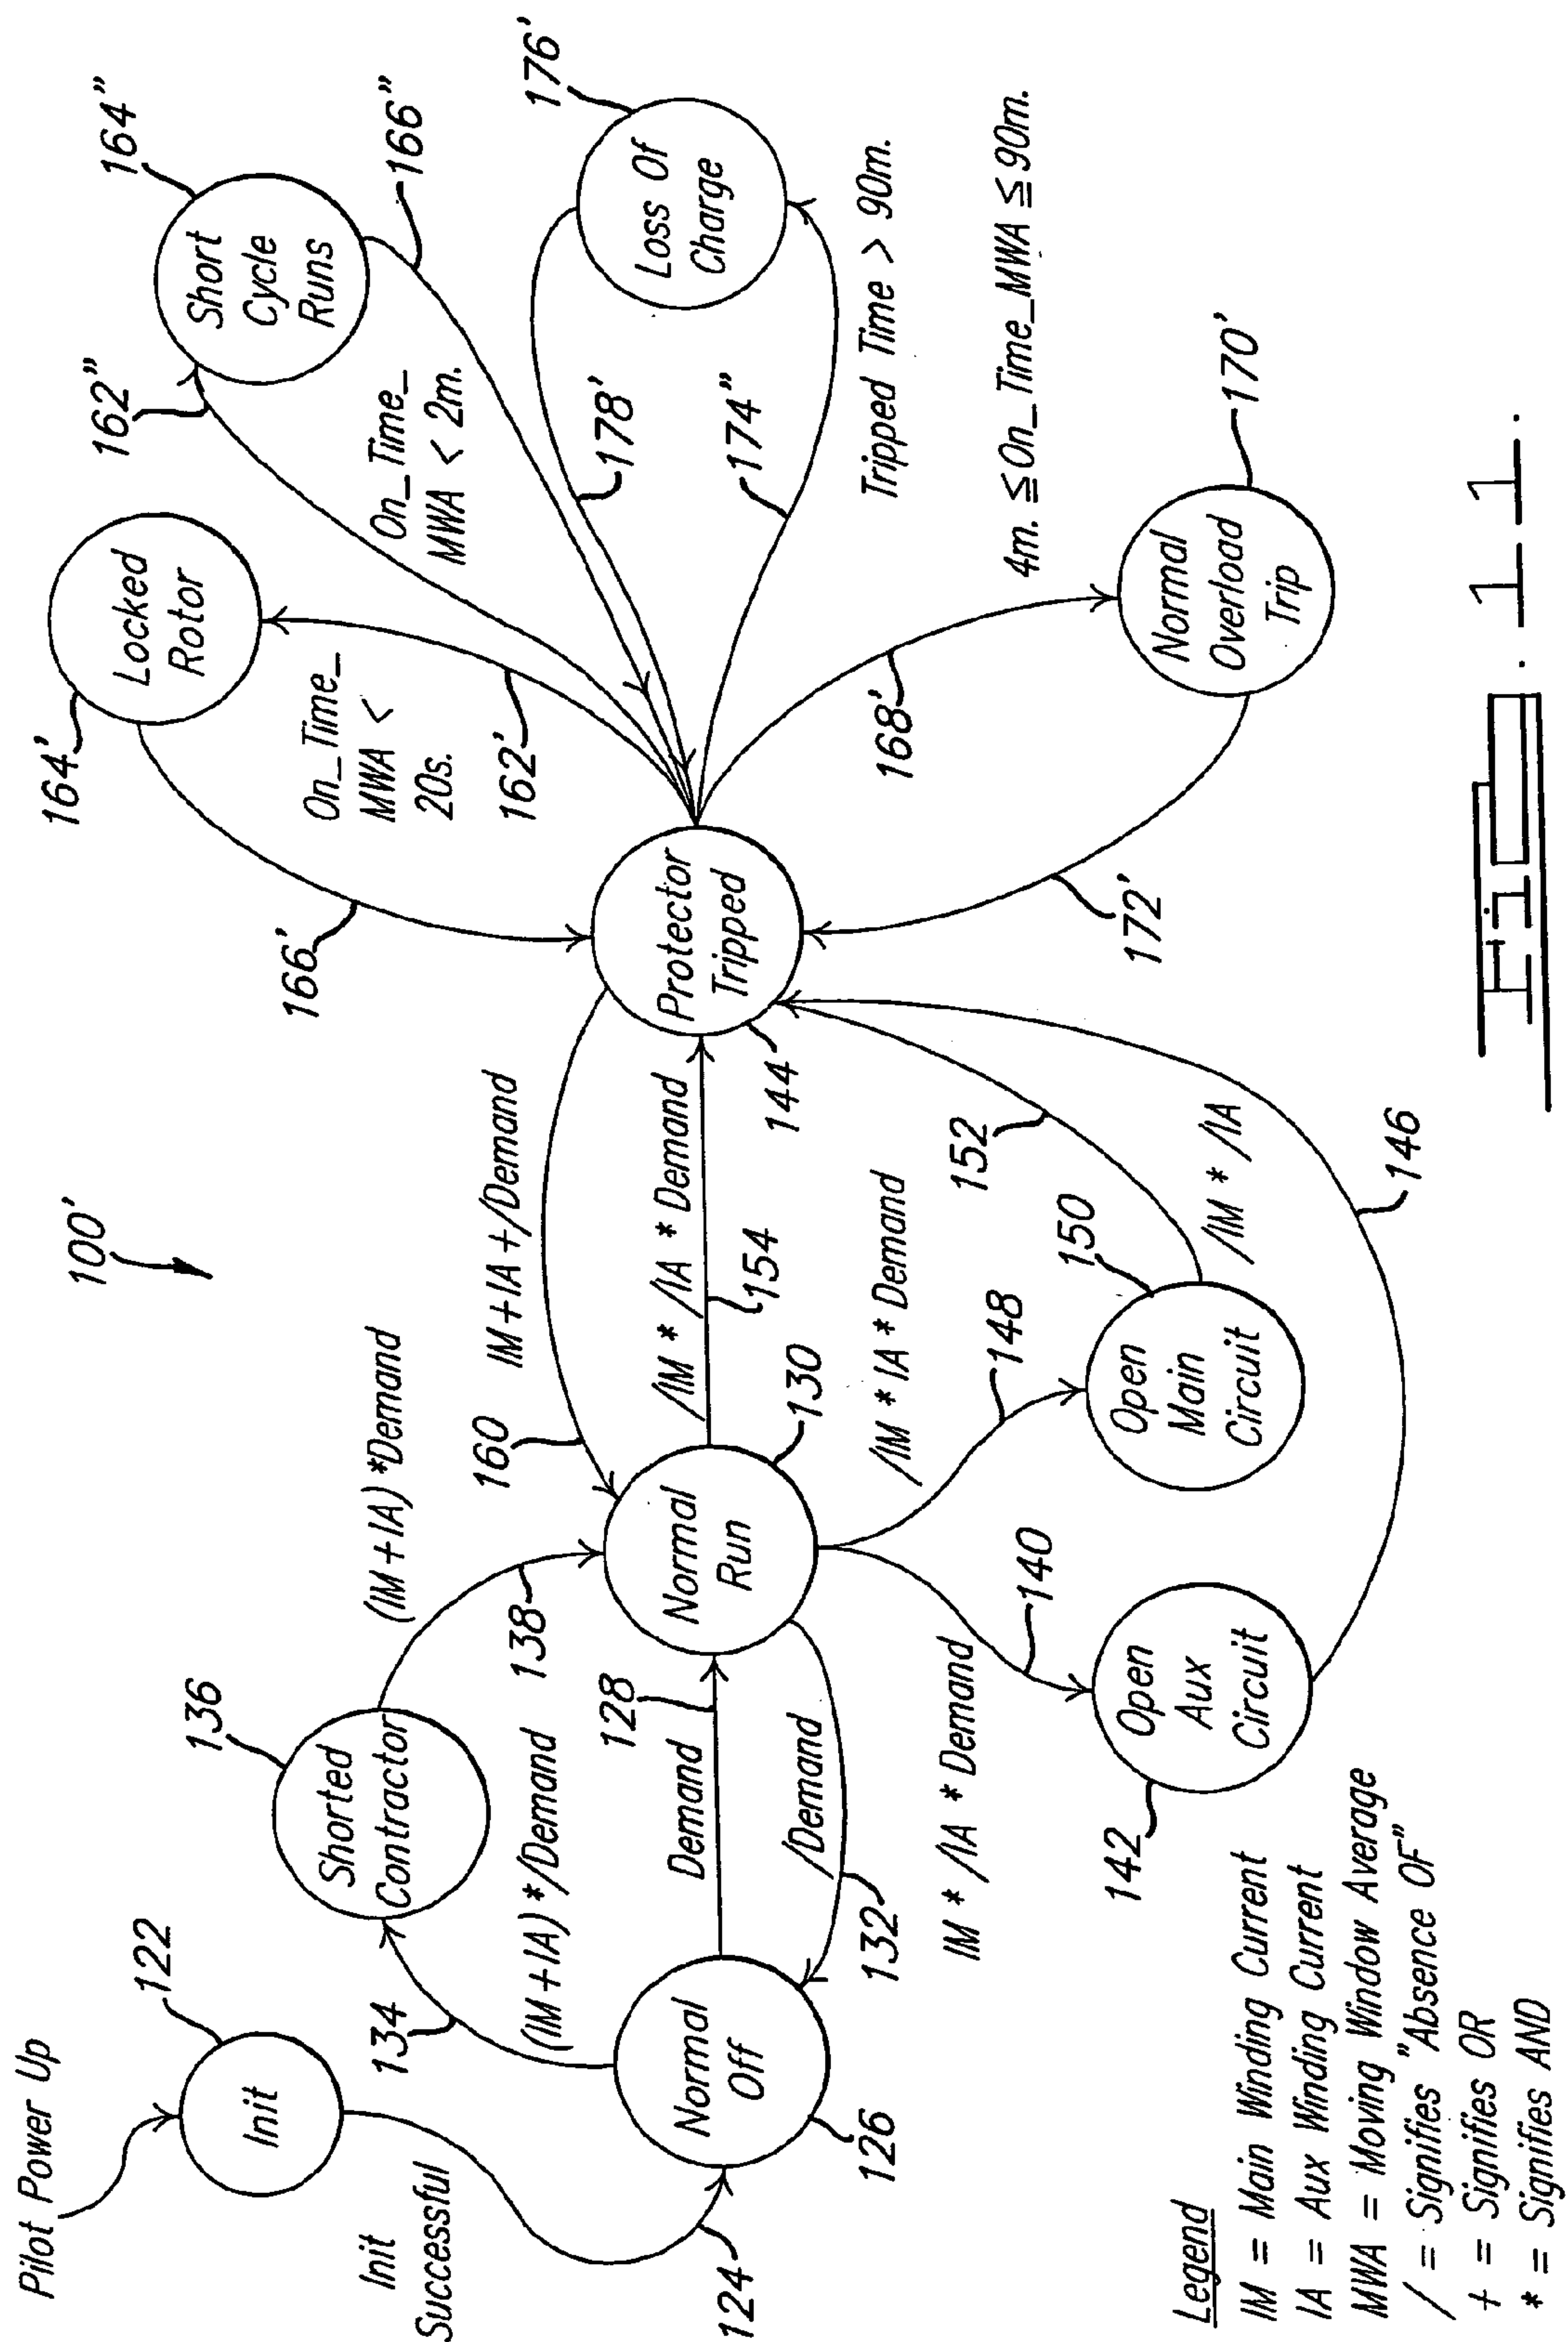 Pilot Power Up
122
Init
Init
Successful
124
100'
136
Shorted
Contractor
134
(IM + IA) */Demand
(IM + IA) *Demand
138
Normal
Off
126
Demand
128
/Demand
132
Normal
Run
130
160
IM + IA + /Demand
/IM * /IA * Demand
154
IM * /IA * Demand
140
Open
Aux
Circuit
142
/IM * IA * Demand
148
Open
Main
Circuit
150
152
/IM * /IA
146
Protector
Tripped
144
166'
164'
Locked
Rotor
On_Time_
MWA <
20s.
162'
162"
164"
Short
Cycle
Runs
166"
On_Time_
MWA < 2m.
176'
Loss Of
Charge
178'
174"
Tripped Time > 90m.
4m. ≦On_Time_MWA ≦90m.
168'
Normal
Overload
Trip
170'
172'
Legend
IM = Main Winding Current
IA = Aux Winding Current
MWA = Moving Window Average
/ = Signifies "Absence OF"
+ = Signifies OR
* = Signifies AND
Fig. 11.